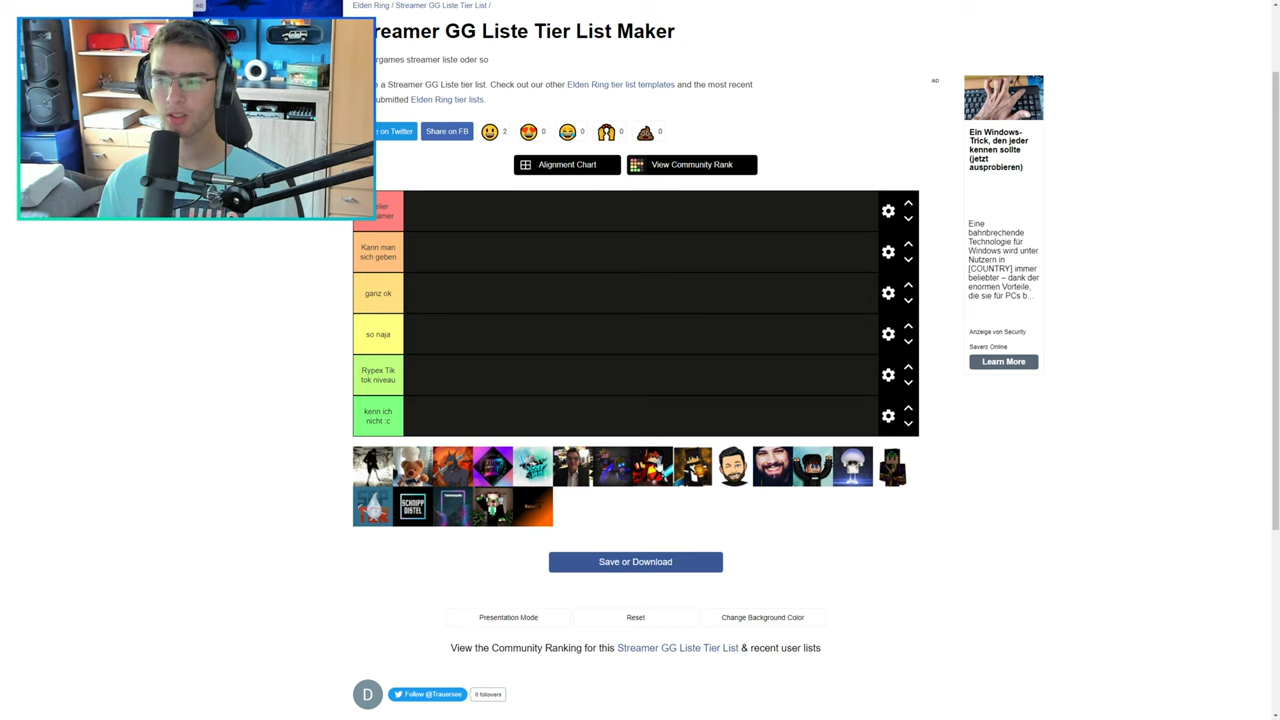 AD
Elden Ring / Streamer GG Liste Tier List /
reamer GG Liste Tier List Maker
rgames streamer liste oder so
a Streamer GG Liste tier list. Check out our other Elden Ring tier list templates and the most recent
ubmitted Elden Ring tier lists.
e on Twitter
Share on FB
2
0
0
0
0
Alignment Chart
View Community Rank
eiler
amer
Kann man
sich geben
ganz ok
so naja
Rypex Tik
tok niveau
kenn ich
nicht :c
SCHNIPP
DISTEL
Save or Download
Presentation Mode
Reset
Change Background Color
View the Community Ranking for this Streamer GG Liste Tier List & recent user lists
D
Follow @Trauersee
0 followers
AD
Ein Windows-
Trick, den jeder
kennen sollte
(jetzt
ausprobieren)
Eine
bahnbrechende
Technologie für
Windows wird unter
Nutzern in
[COUNTRY] immer
beliebter – dank der
enormen Vorteile,
die sie für PCs b...
Anzeige von Security
Savers Online
Learn More